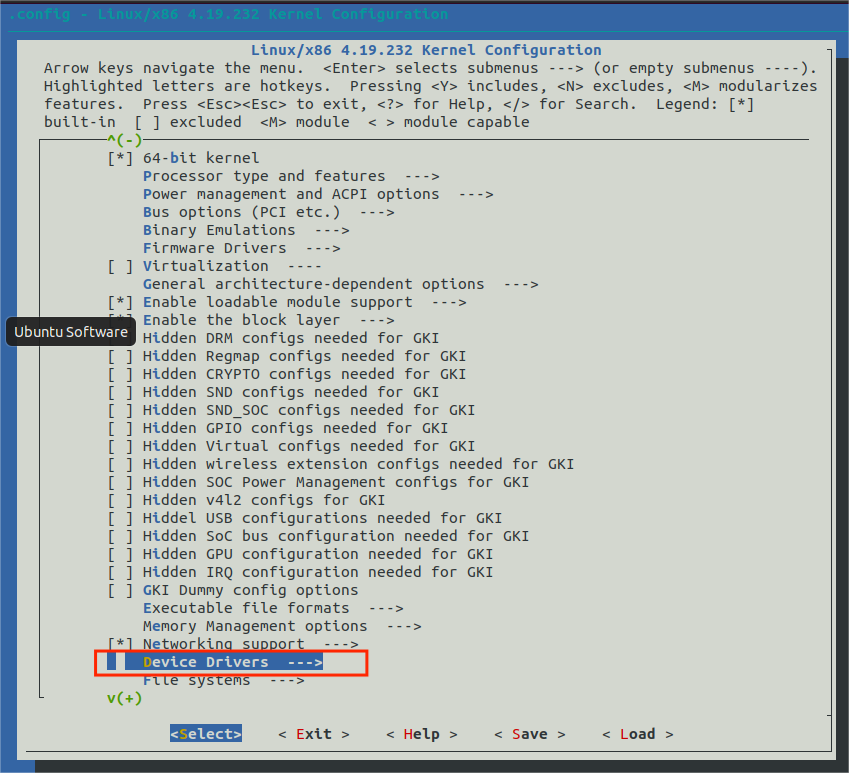 .config - Linux/x86 4.19.232 Kernel Configuration
Linux/x86 4.19.232 Kernel Configuration
Arrow keys navigate the menu.  <Enter> selects submenus ---> (or empty submenus ----).
Highlighted letters are hotkeys.  Pressing <Y> includes, <N> excludes, <M> modularizes
features.  Press <Esc><Esc> to exit, <?> for Help, </> for Search.  Legend: [*]
built-in  [ ] excluded  <M> module  < > module capable
^(-)
[*] 64-bit kernel
Processor type and features  --->
Power management and ACPI options  --->
Bus options (PCI etc.)  --->
Binary Emulations  --->
Firmware Drivers  --->
[ ] Virtualization  ----
General architecture-dependent options  --->
[*] Enable loadable module support  --->
[*] Enable the block layer  --->
Ubuntu Software
Hidden DRM configs needed for GKI
[ ] Hidden Regmap configs needed for GKI
[ ] Hidden CRYPTO configs needed for GKI
[ ] Hidden SND configs needed for GKI
[ ] Hidden SND_SOC configs needed for GKI
[ ] Hidden GPIO configs needed for GKI
[ ] Hidden Virtual configs needed for GKI
[ ] Hidden wireless extension configs needed for GKI
[ ] Hidden SOC Power Management configs for GKI
[ ] Hidden v4l2 configs for GKI
[ ] Hiddel USB configurations needed for GKI
[ ] Hidden SoC bus configuration needed for GKI
[ ] Hidden GPU configuration needed for GKI
[ ] Hidden IRQ configuration needed for GKI
[ ] GKI Dummy config options
Executable file formats  --->
Memory Management options  --->
[*] Networking support  --->
Device Drivers  --->
File systems  --->
v(+)
<Select>    < Exit >    < Help >    < Save >    < Load >